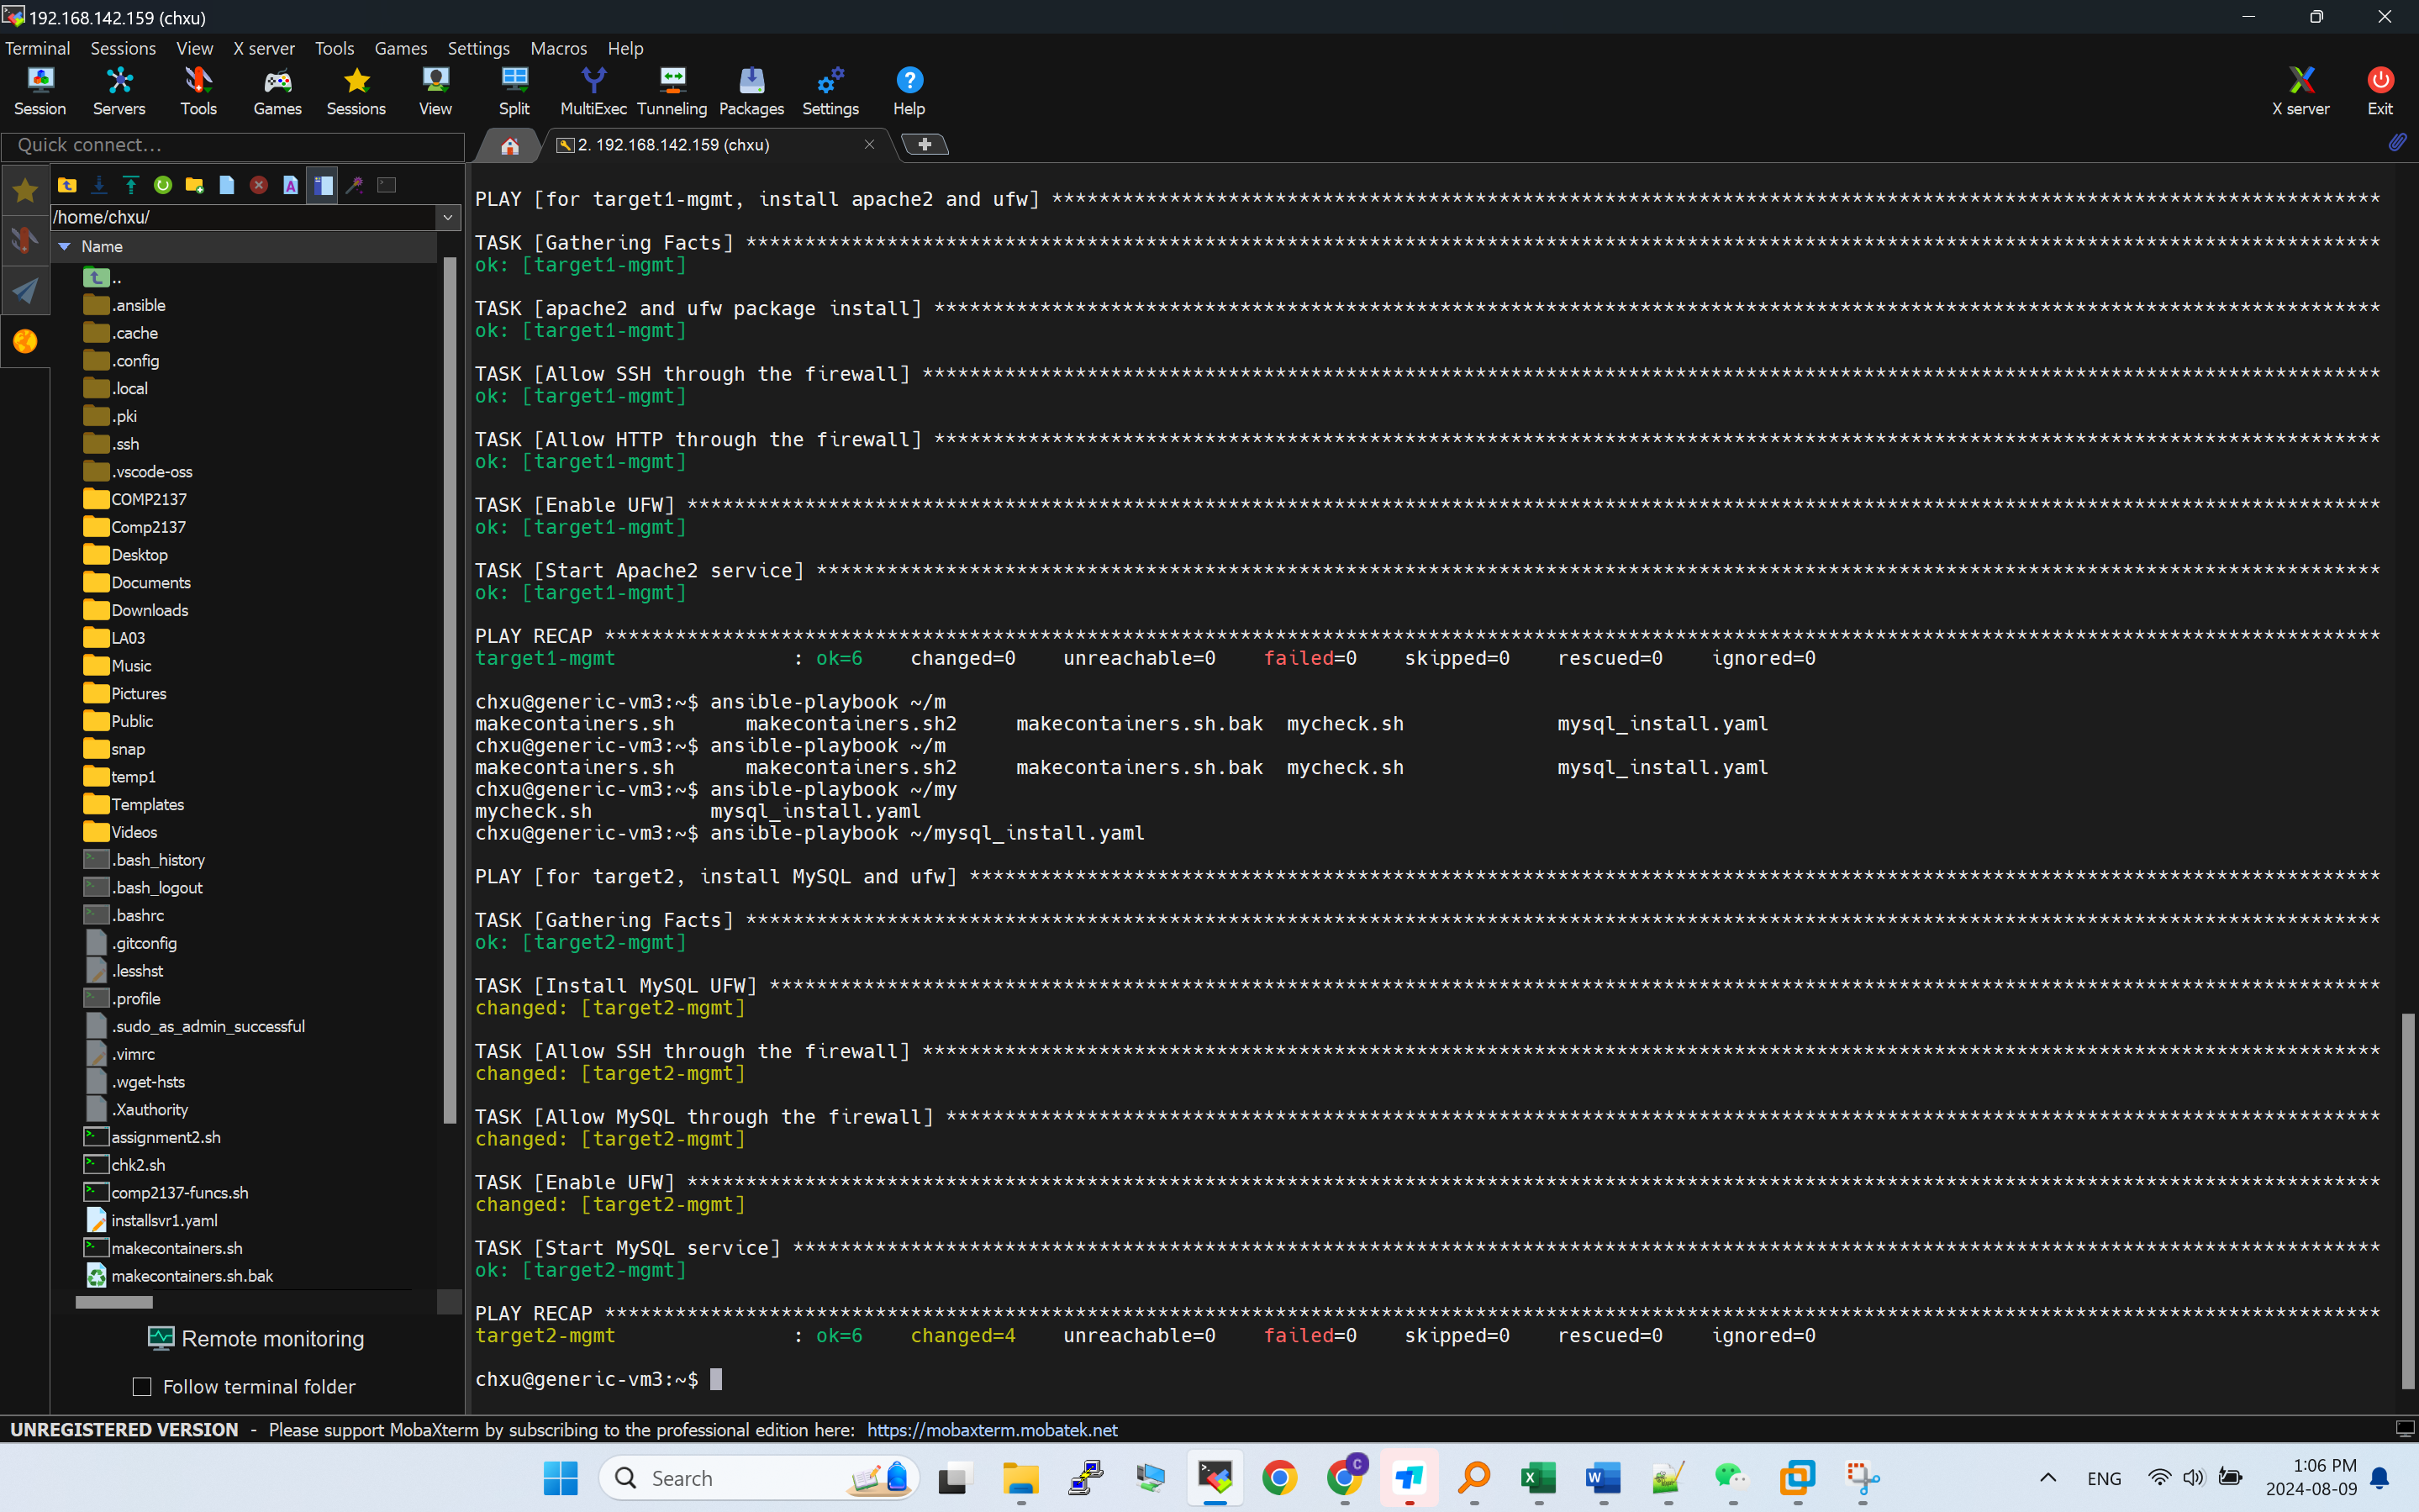 192.168.142.159 (chxu)
Terminal Sessions View X server Tools Games Settings Macros Help
Session Servers Tools Games Sessions View Split MultiExec Tunneling Packages Settings Help X server Exit
Quick connect...
2. 192.168.142.159 (chxu)
/home/chxu/
Name
..
.ansible
.cache
.config
.local
.pki
.ssh
.vscode-oss
COMP2137
Comp2137
Desktop
Documents
Downloads
LA03
Music
Pictures
Public
snap
temp1
Templates
Videos
.bash_history
.bash_logout
.bashrc
.gitconfig
.lesshst
.profile
.sudo_as_admin_successful
.vimrc
.wget-hsts
.Xauthority
assignment2.sh
chk2.sh
comp2137-funcs.sh
installsvr1.yaml
makecontainers.sh
makecontainers.sh.bak
Remote monitoring
Follow terminal folder
PLAY [for target1-mgmt, install apache2 and ufw] *****************************************************************************************************************
TASK [Gathering Facts] *******************************************************************************************************************************************
ok: [target1-mgmt]
TASK [apache2 and ufw package install] ***************************************************************************************************************************
ok: [target1-mgmt]
TASK [Allow SSH through the firewall] ****************************************************************************************************************************
ok: [target1-mgmt]
TASK [Allow HTTP through the firewall] ***************************************************************************************************************************
ok: [target1-mgmt]
TASK [Enable UFW] ************************************************************************************************************************************************
ok: [target1-mgmt]
TASK [Start Apache2 service] *************************************************************************************************************************************
ok: [target1-mgmt]
PLAY RECAP *******************************************************************************************************************************************************
target1-mgmt : ok=6 changed=0 unreachable=0 failed=0 skipped=0 rescued=0 ignored=0
chxu@generic-vm3:~$ ansible-playbook ~/m
makecontainers.sh makecontainers.sh2 makecontainers.sh.bak mycheck.sh mysql_install.yaml
chxu@generic-vm3:~$ ansible-playbook ~/m
makecontainers.sh makecontainers.sh2 makecontainers.sh.bak mycheck.sh mysql_install.yaml
chxu@generic-vm3:~$ ansible-playbook ~/my
mycheck.sh mysql_install.yaml
chxu@generic-vm3:~$ ansible-playbook ~/mysql_install.yaml
PLAY [for target2, install MySQL and ufw] ************************************************************************************************************************
TASK [Gathering Facts] *******************************************************************************************************************************************
ok: [target2-mgmt]
TASK [Install MySQL UFW] *****************************************************************************************************************************************
changed: [target2-mgmt]
TASK [Allow SSH through the firewall] ****************************************************************************************************************************
changed: [target2-mgmt]
TASK [Allow MySQL through the firewall] **************************************************************************************************************************
changed: [target2-mgmt]
TASK [Enable UFW] ************************************************************************************************************************************************
changed: [target2-mgmt]
TASK [Start MySQL service] ***************************************************************************************************************************************
ok: [target2-mgmt]
PLAY RECAP *******************************************************************************************************************************************************
target2-mgmt : ok=6 changed=4 unreachable=0 failed=0 skipped=0 rescued=0 ignored=0
chxu@generic-vm3:~$
UNREGISTERED VERSION - Please support MobaXterm by subscribing to the professional edition here: https://mobaxterm.mobatek.net
Search
C
ENG
1:06 PM
2024-08-09